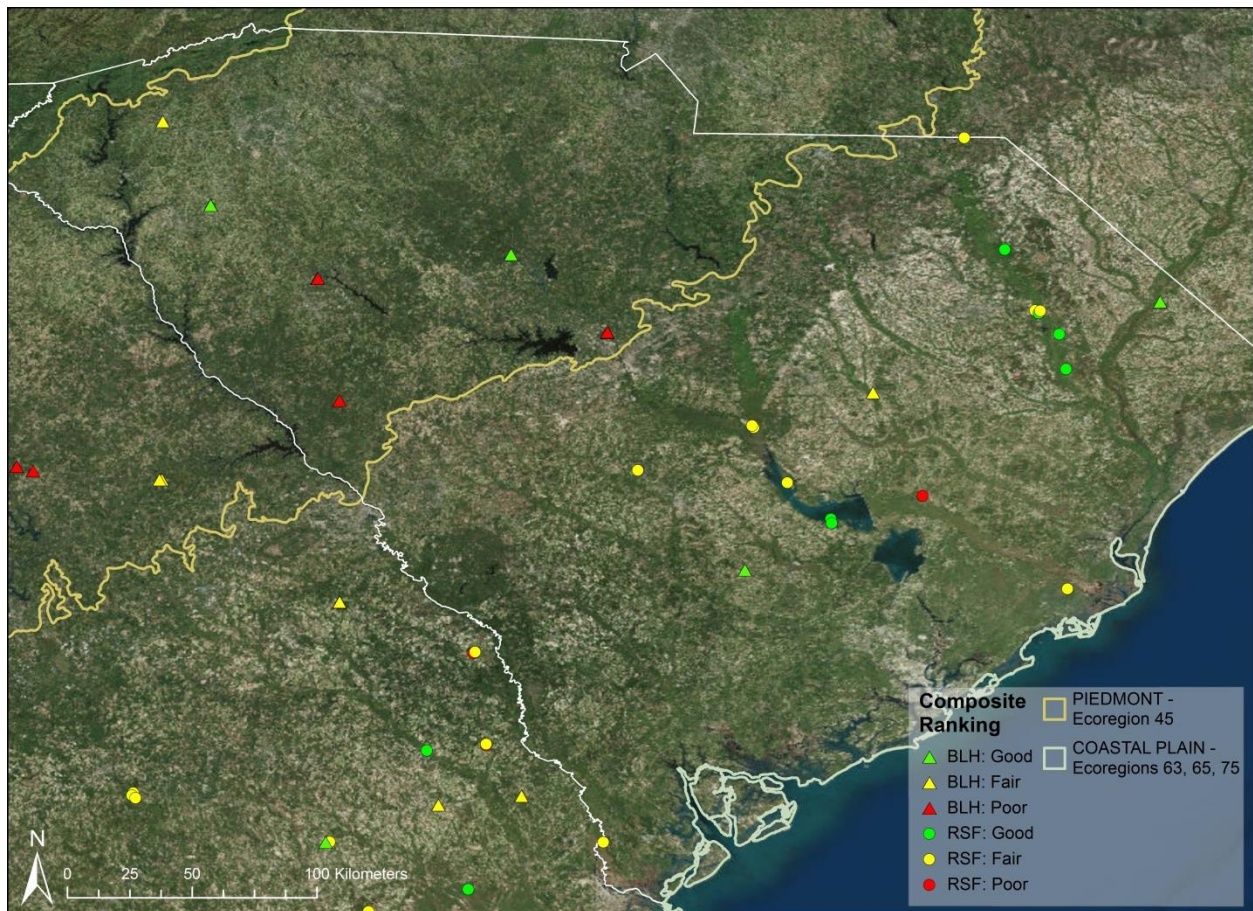 N
0 25 50 100 Kilometers
Composite
Ranking
BLH: Good
BLH: Fair
BLH: Poor
RSF: Good
RSF: Fair
RSF: Poor
PIEDMONT -
Ecoregion 45
COASTAL PLAIN -
Ecoregions 63, 65, 75